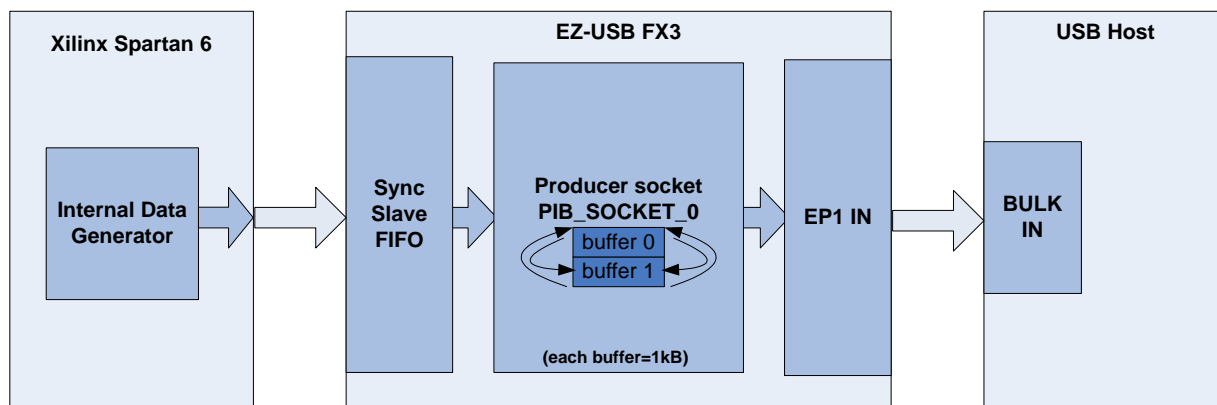 Xilinx Spartan 6
Internal Data
Generator
EZ-USB FX3
Sync
Slave
FIFO
Producer socket
PIB_SOCKET_0
buffer 0
buffer 1
(each buffer=1kB)
EP1 IN
USB Host
BULK
IN